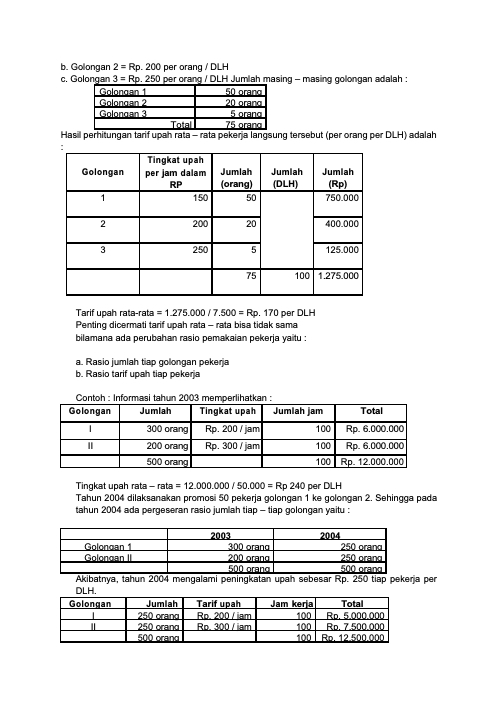 b. Golongan 2 = Rp. 200 per orang / DLH
c. Golongan 3 = Rp. 250 per orang / DLH Jumlah masing – masing golongan adalah :
Golongan 1 50 orang
Golongan 2 20 orang
Golongan 3 5 orang
Total 75 orang
Hasil perhitungan tarif upah rata – rata pekerja langsung tersebut (per orang per DLH) adalah
:
Golongan Tingkat upah per jam dalam RP Jumlah (orang) Jumlah (DLH) Jumlah (Rp)
1 150 50 750.000
2 200 20 400.000
3 250 5 125.000
75 100 1.275.000
Tarif upah rata-rata = 1.275.000 / 7.500 = Rp. 170 per DLH
Penting dicermati tarif upah rata – rata bisa tidak sama
bilamana ada perubahan rasio pemakaian pekerja yaitu :
a. Rasio jumlah tiap golongan pekerja
b. Rasio tarif upah tiap pekerja
Contoh : Informasi tahun 2003 memperlihatkan :
Golongan Jumlah Tingkat upah Jumlah jam Total
I 300 orang Rp. 200 / jam 100 Rp. 6.000.000
II 200 orang Rp. 300 / jam 100 Rp. 6.000.000
500 orang 100 Rp. 12.000.000
Tingkat upah rata – rata = 12.000.000 / 50.000 = Rp 240 per DLH
Tahun 2004 dilaksanakan promosi 50 pekerja golongan 1 ke golongan 2. Sehingga pada
tahun 2004 ada pergeseran rasio jumlah tiap – tiap golongan yaitu :
2003 2004
Golongan 1 300 orang 250 orang
Golongan II 200 orang 250 orang
500 orang 500 orang
Akibatnya, tahun 2004 mengalami peningkatan upah sebesar Rp. 250 tiap pekerja per
DLH.
Golongan Jumlah Tarif upah Jam kerja Total
I 250 orang Rp. 200 / jam 100 Rp. 5.000.000
II 250 orang Rp. 300 / jam 100 Rp. 7.500.000
500 orang 100 Rp. 12.500.000